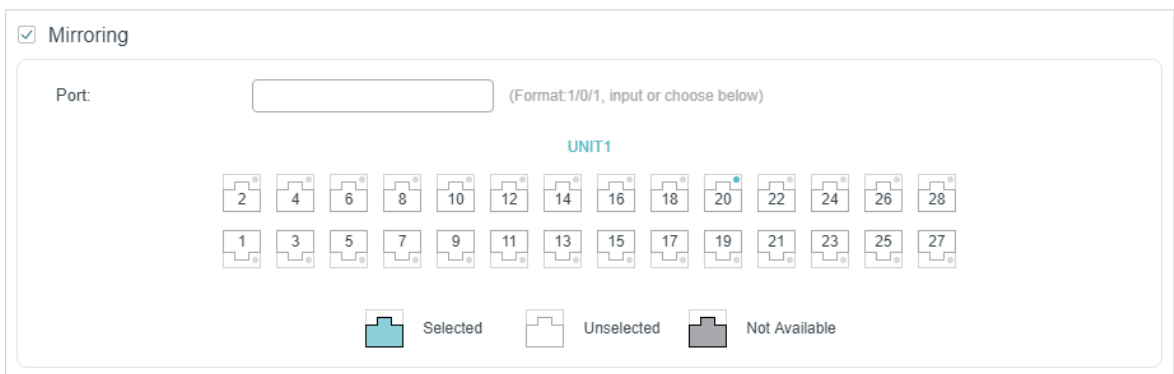 Mirroring
Port: (Format:1/0/1, input or choose below)
UNIT1
2 4 6 8 10 12 14 16 18 20 22 24 26 28
1 3 5 7 9 11 13 15 17 19 21 23 25 27
Selected Unselected Not Available